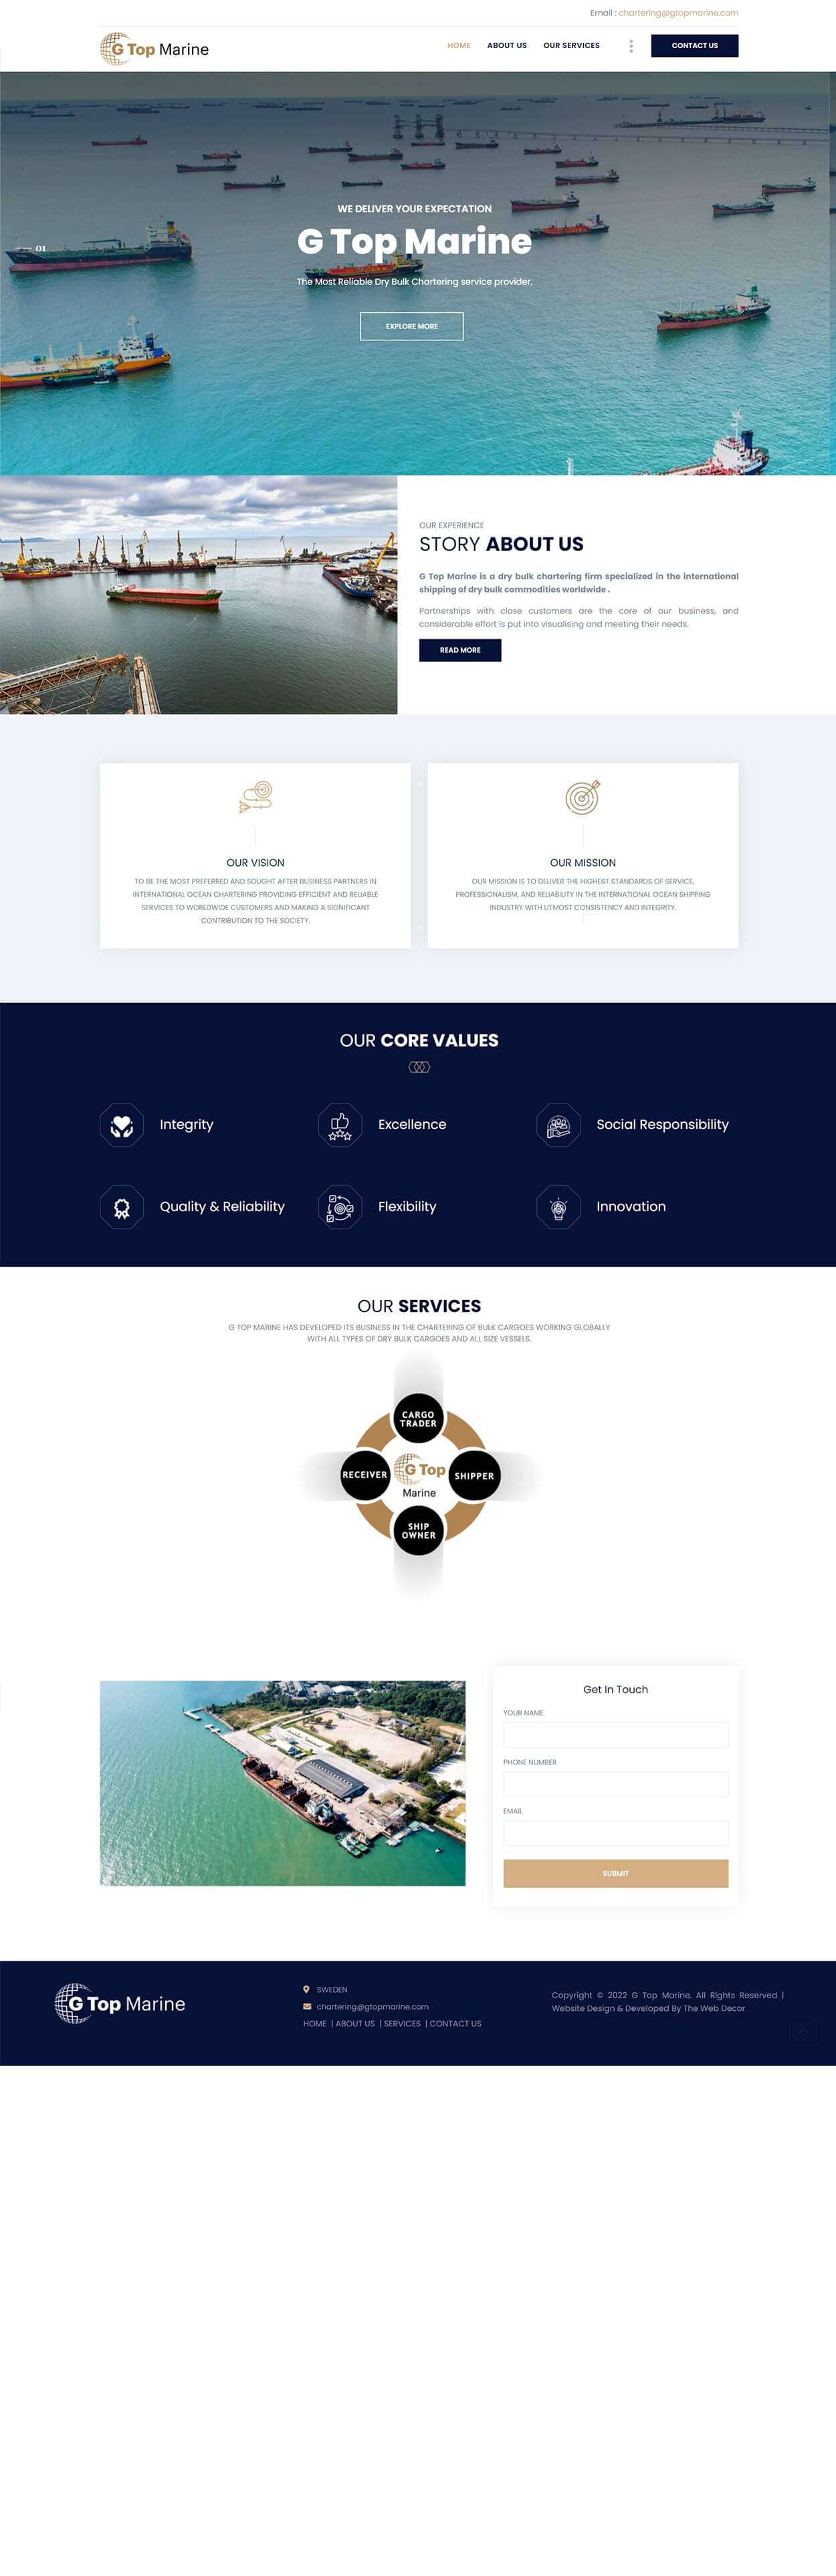 Email : chartering@gtopmarine.com
G Top Marine
HOME ABOUT US OUR SERVICES CONTACT US
WE DELIVER YOUR EXPECTATION
01
G Top Marine
The Most Reliable Dry Bulk Chartering service provider.
EXPLORE MORE
LPG
OUR EXPERIENCE
STORY ABOUT US
G Top Marine is a dry bulk chartering firm specialized in the international
shipping of dry bulk commodities worldwide .
Partnerships with close customers are the core of our business, and
considerable effort is put into visualising and meeting their needs.
READ MORE
OUR VISION
TO BE THE MOST PREFERRED AND SOUGHT AFTER BUSINESS PARTNERS IN
INTERNATIONAL OCEAN CHARTERING PROVIDING EFFICIENT AND RELIABLE
SERVICES TO WORLDWIDE CUSTOMERS AND MAKING A SIGNIFICANT
CONTRIBUTION TO THE SOCIETY.
OUR MISSION
OUR MISSION IS TO DELIVER THE HIGHEST STANDARDS OF SERVICE,
PROFESSIONALISM, AND RELIABILITY IN THE INTERNATIONAL OCEAN SHIPPING
INDUSTRY WITH UTMOST CONSISTENCY AND INTEGRITY.
OUR CORE VALUES
Integrity
Excellence
Social Responsibility
Quality & Reliability
Flexibility
Innovation
OUR SERVICES
G TOP MARINE HAS DEVELOPED ITS BUSINESS IN THE CHARTERING OF BULK CARGOES WORKING GLOBALLY
WITH ALL TYPES OF DRY BULK CARGOES AND ALL SIZE VESSELS.
CARGO
TRADER
RECEIVER
G Top
Marine
SHIPPER
SHIP
OWNER
Get In Touch
YOUR NAME
PHONE NUMBER
EMAIL
SUBMIT
G Top Marine
SWEDEN
chartering@gtopmarine.com
HOME | ABOUT US | SERVICES | CONTACT US
Copyright © 2022 G Top Marine. All Rights Reserved |
Website Design & Developed By The Web Decor